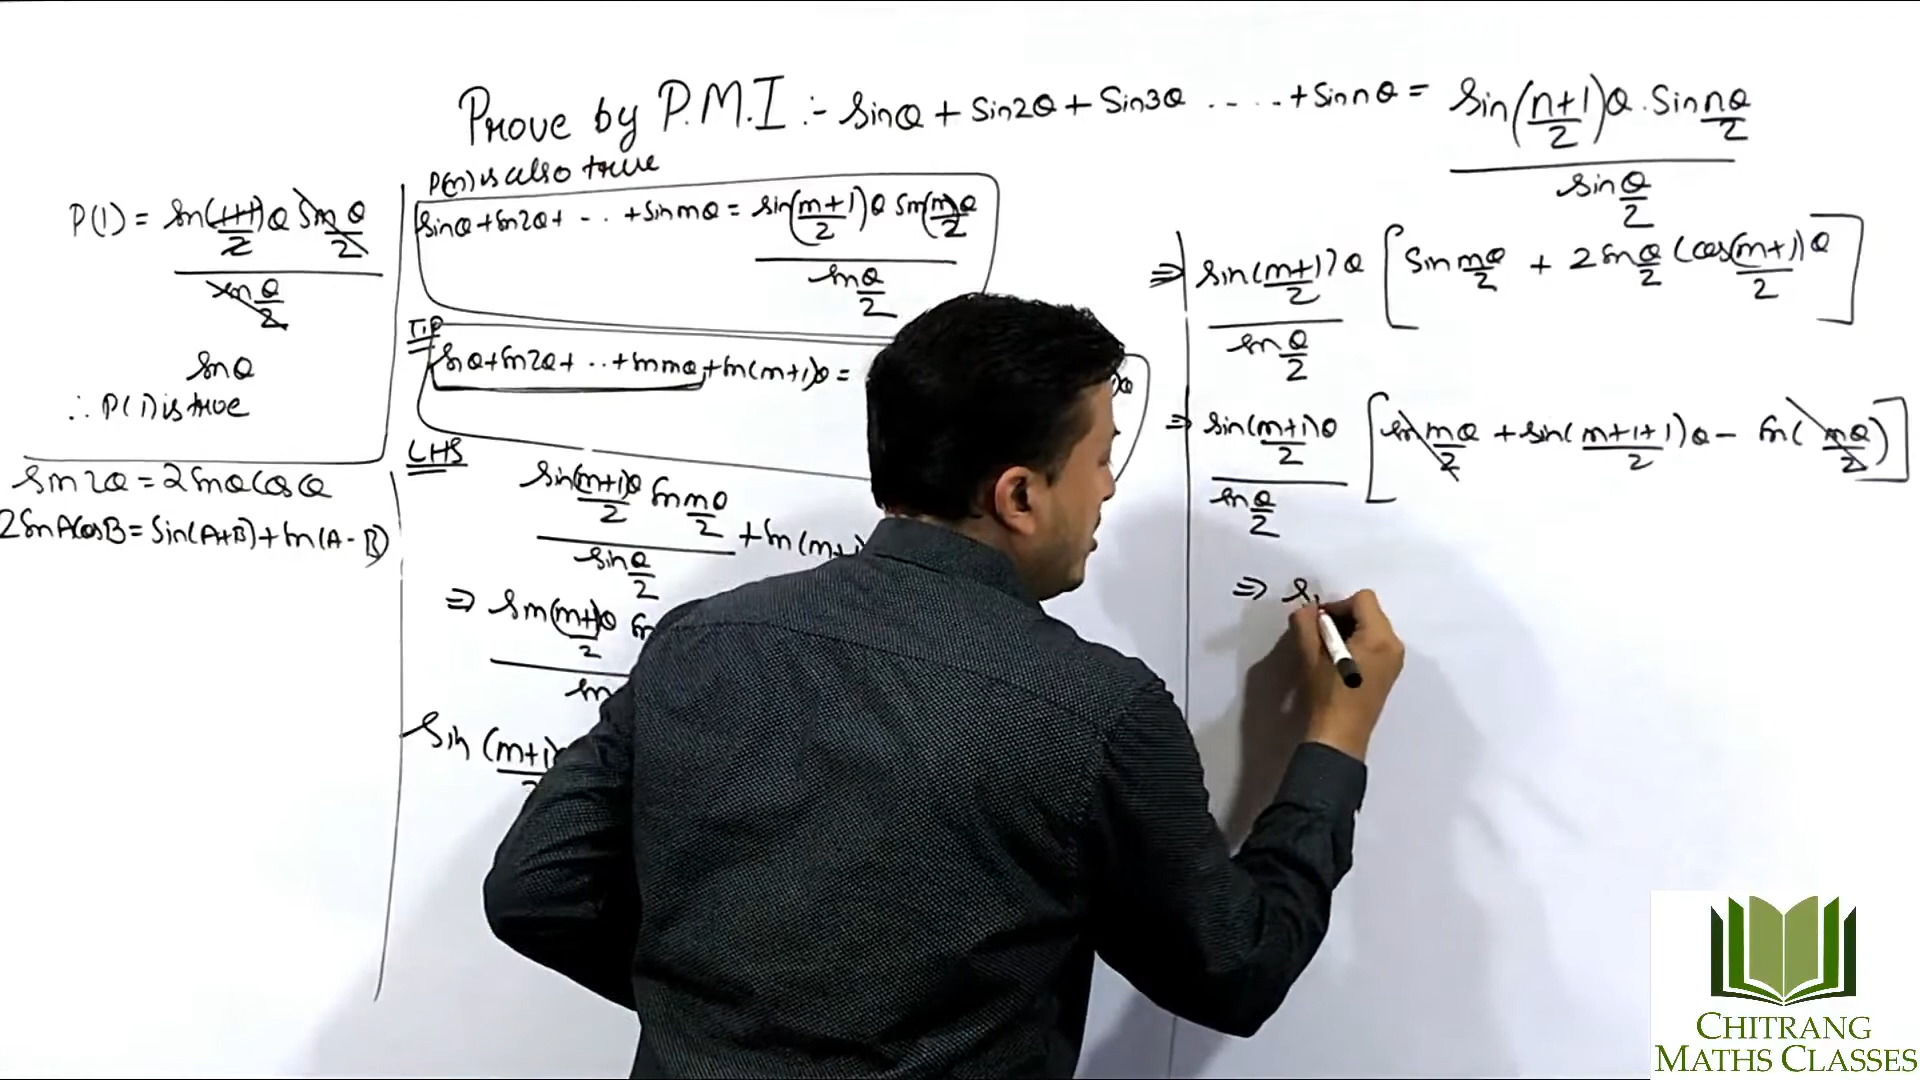 Prove by P.M.I :- sinθ + sin2θ + sin3θ ..... + sin nθ = sin(n+1/2)θ . sin nθ/2
sin θ/2
P(1) = sin(1+1/2)θ sin θ/2
sin θ/2
sinθ
∴ P(1) is true
sin2θ = 2sinθcosθ
2sinAcosB = sin(A+B) + sin(A-B)
P(m) is also true
sinθ + sin2θ + ... + sin mθ = sin(m+1/2)θ sin(m/2)θ
sin θ/2
T.P
sinθ + sin2θ + ... + sin mθ + sin(m+1)θ =
LHS
sin(m+1)θ/2 sin mθ/2 + sin(m+1)
sin θ/2
⇒ sin(m+1)θ/2 sin
sin
sin (m+1)
⇒ sin(m+1/2)θ [ sin mθ/2 + 2sin θ/2 (cos(m+1)/2)θ ]
sin θ/2
⇒ sin(m+1)θ/2 [ sin mθ/2 + sin(m+1+1/2)θ - sin(mθ/2) ]
sin θ/2
⇒ si
CHITRANG
MATHS CLASSES